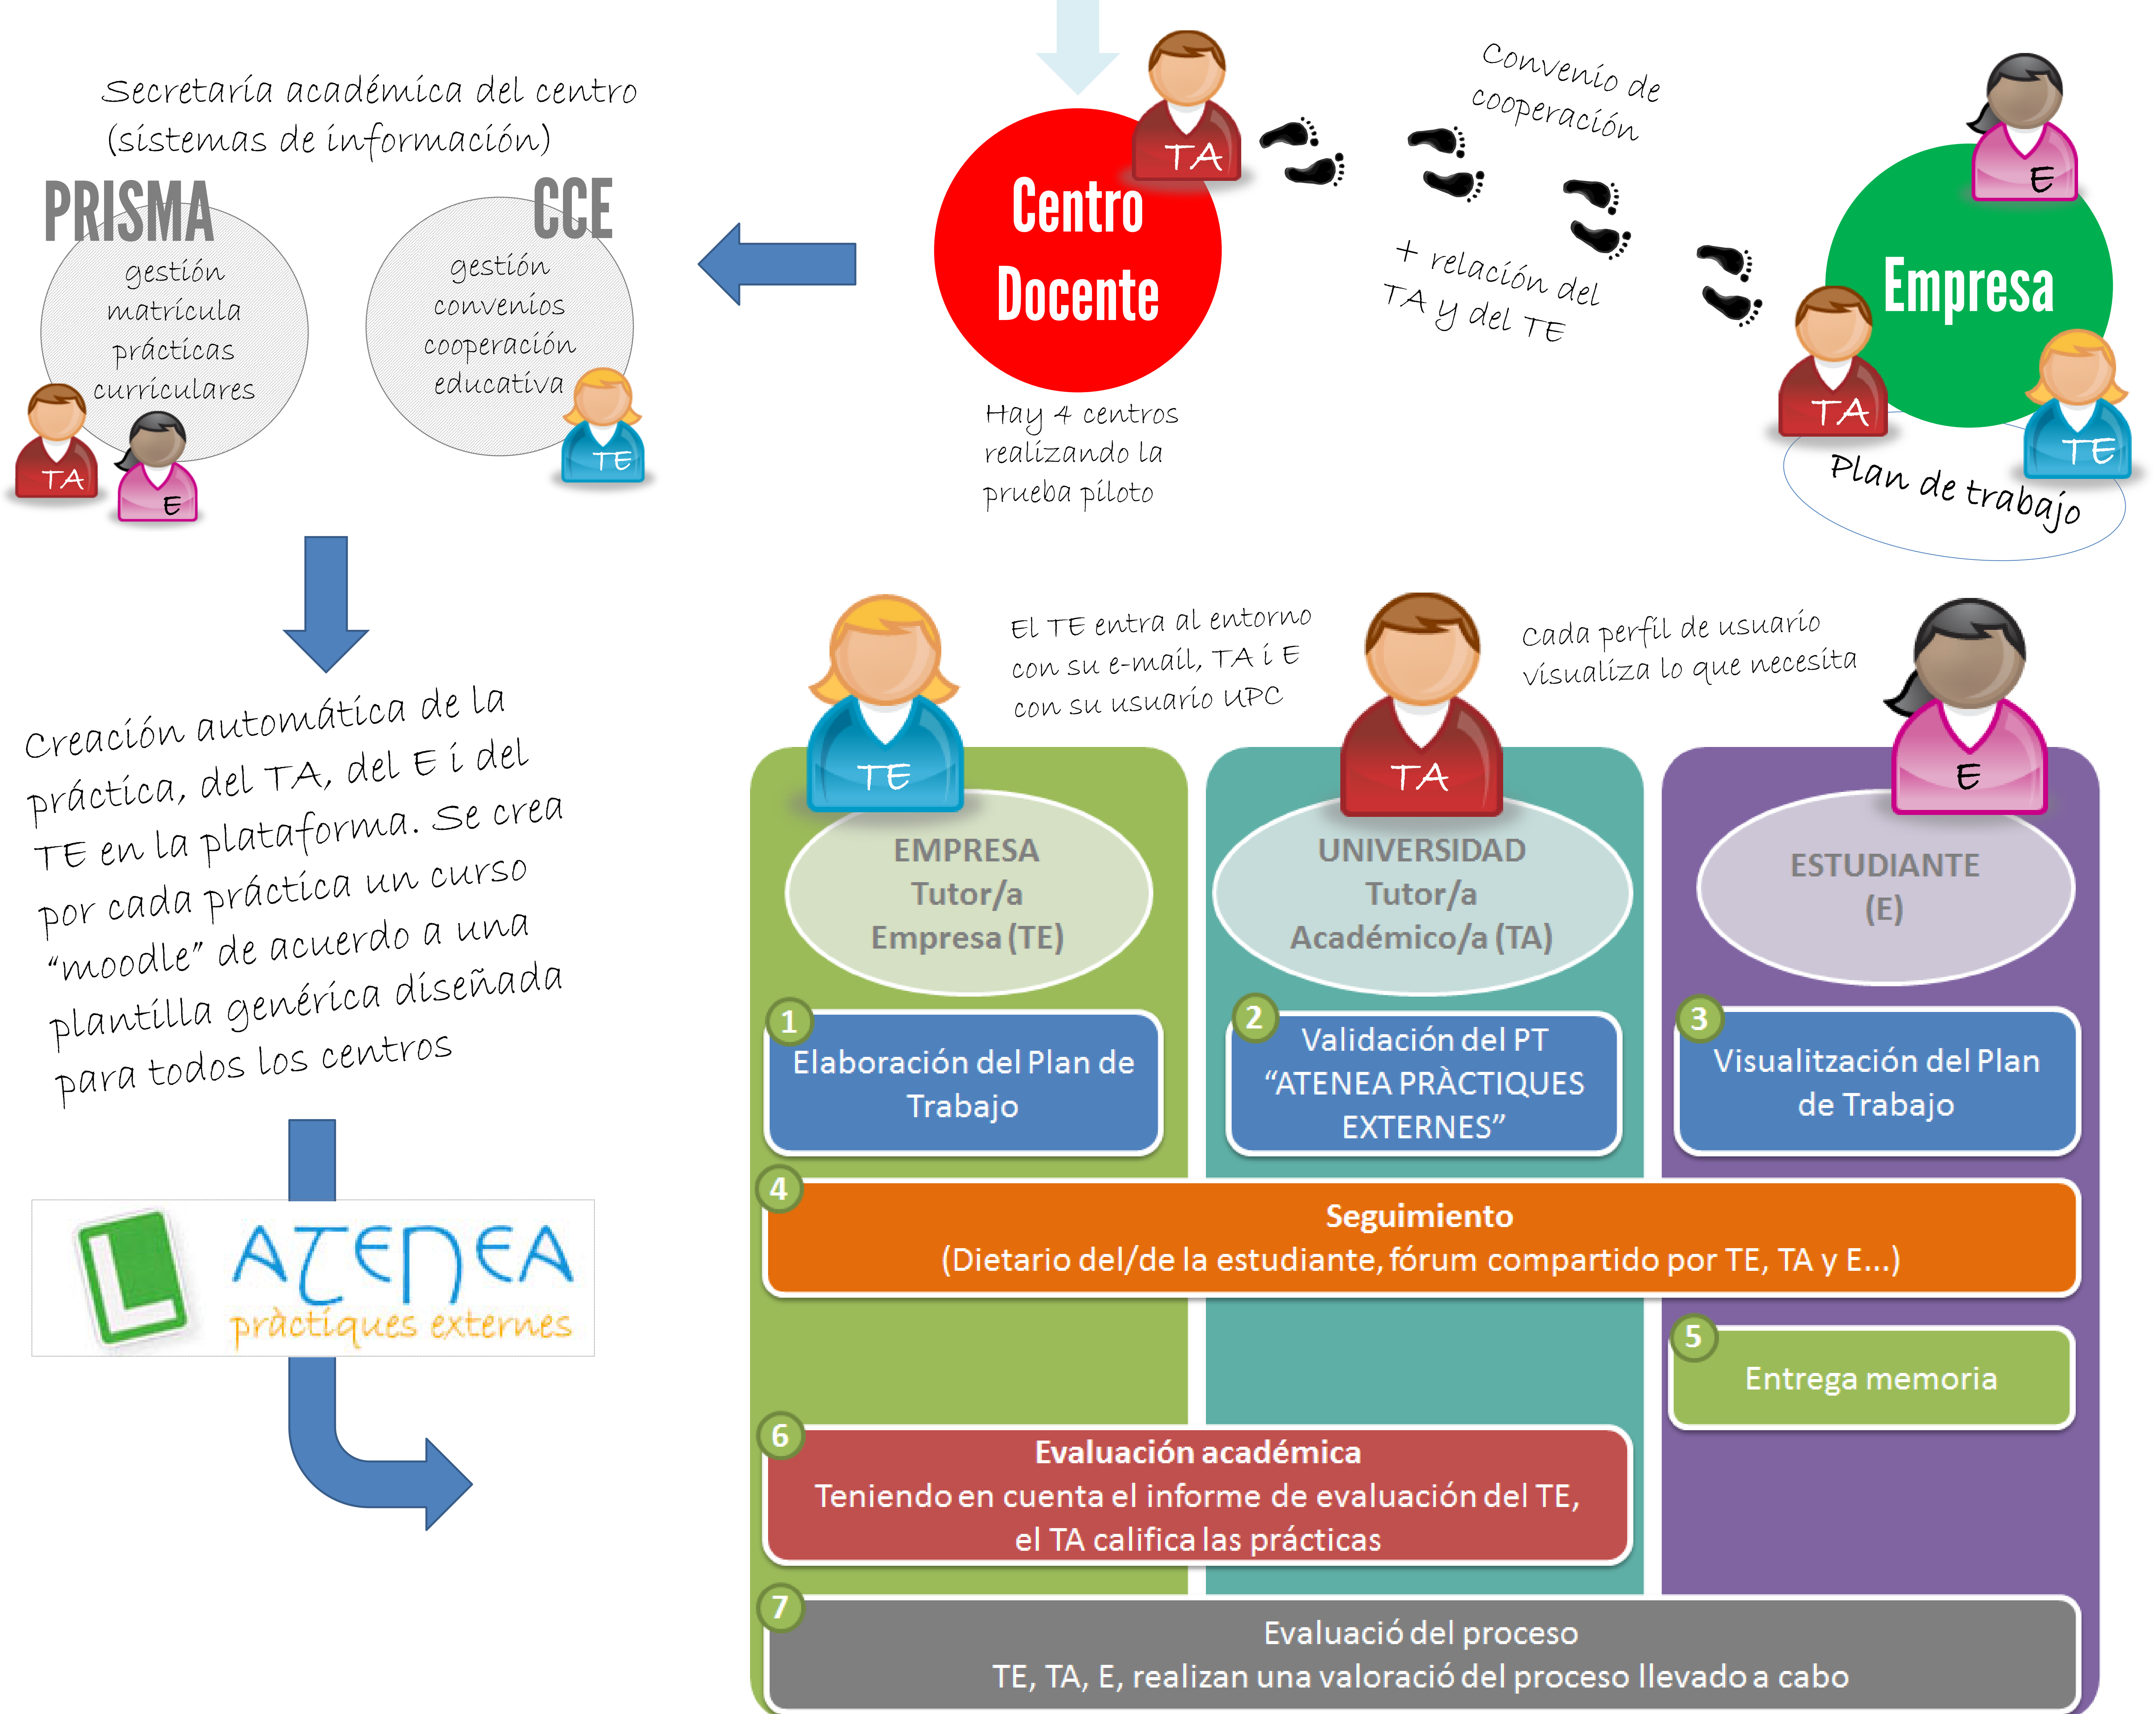 Secretaría académica del centro
(sistemas de información)
PRISMA
gestión
matrícula
prácticas
curriculares
TA
E
CCE
gestión
convenios
cooperación
educativa
TE
TA
Centro
Docente
Hay 4 centros
realizando la
prueba piloto
Convenio de
cooperación
+ relación del
TA y del TE
E
Empresa
TA
TE
Plan de trabajo
Creación automática de la
práctica, del TA, del E i del
TE en la plataforma. Se crea
por cada práctica un curso
“moodle” de acuerdo a una
plantilla genérica diseñada
para todos los centros
L
ATENEA
pràctiques externes
TE
El TE entra al entorno
con su e-mail, TA i E
con su usuario UPC
TA
Cada perfil de usuario
visualiza lo que necesita
E
EMPRESA
Tutor/a
Empresa (TE)
UNIVERSIDAD
Tutor/a
Académico/a (TA)
ESTUDIANTE
(E)
1
Elaboración del Plan de
Trabajo
2
Validación del PT
“ATENEA PRÀCTIQUES
EXTERNES”
3
Visualitzación del Plan
de Trabajo
4
Seguimiento
(Dietario del/de la estudiante, fórum compartido por TE, TA y E...)
5
Entrega memoria
6
Evaluación académica
Teniendo en cuenta el informe de evaluación del TE,
el TA califica las prácticas
7
Evaluació del proceso
TE, TA, E, realizan una valoració del proceso llevado a cabo